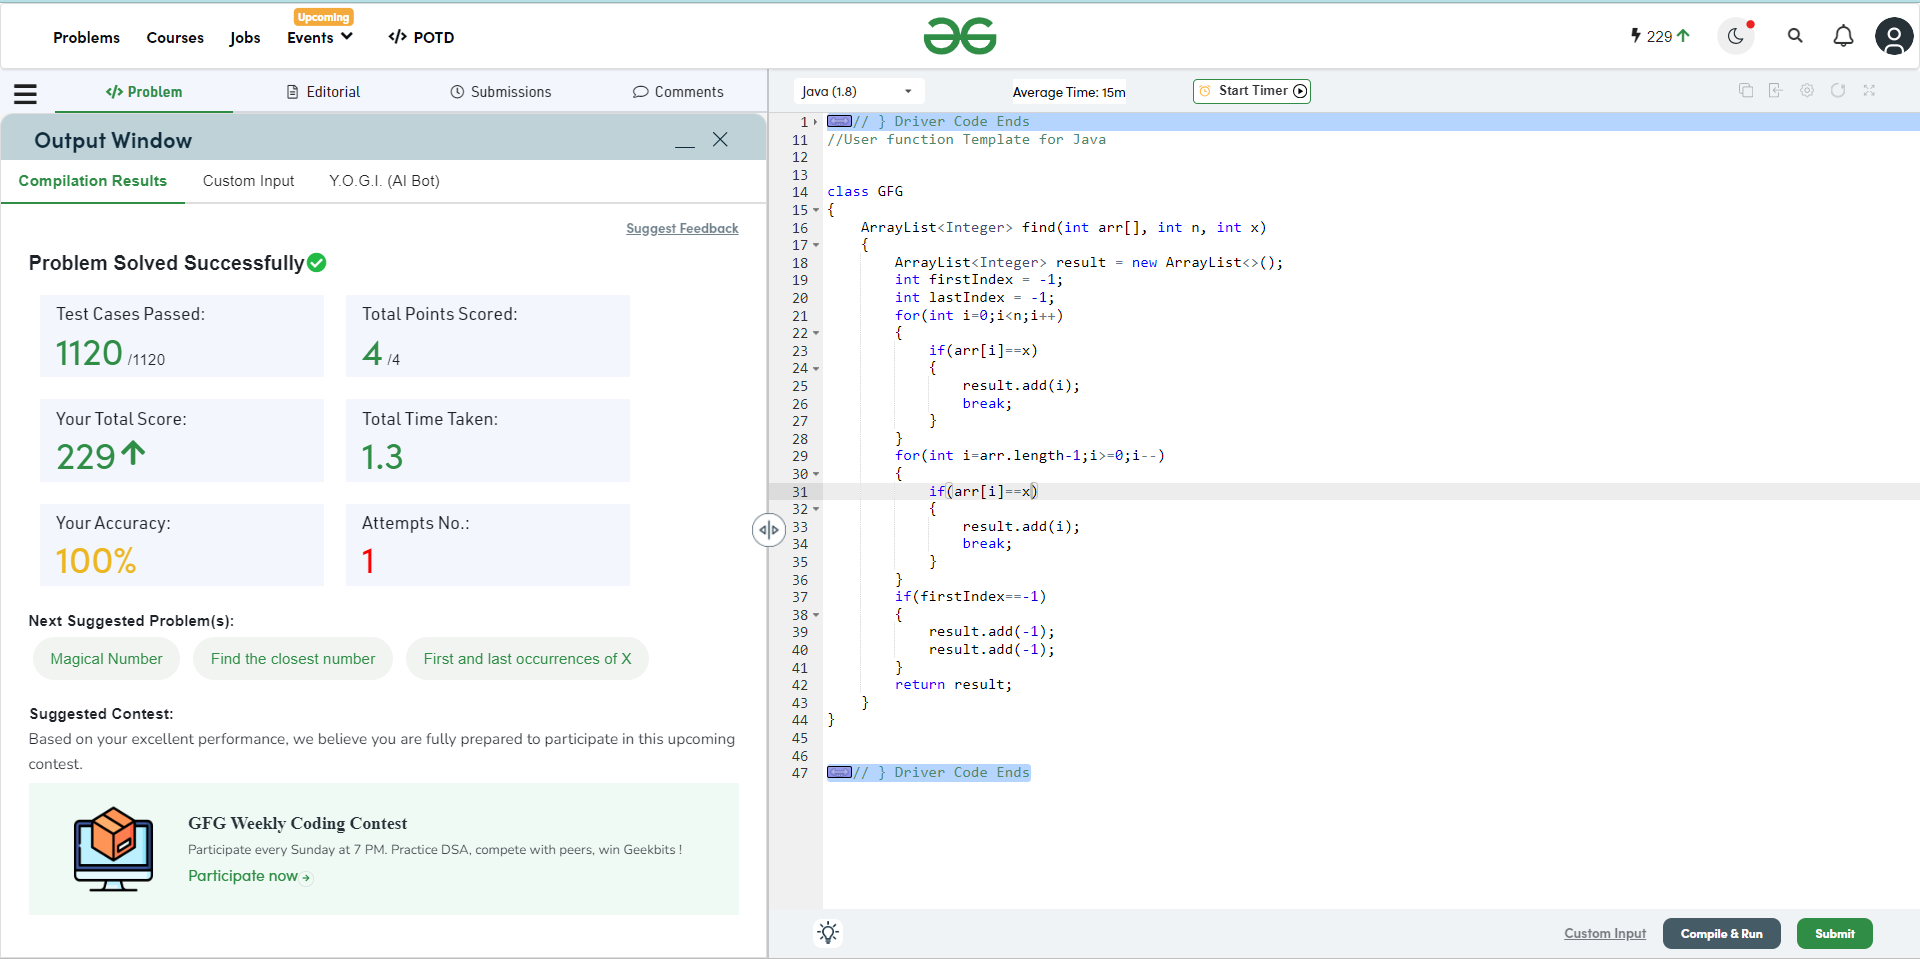 Problems Courses Jobs Upcoming Events </> POTD
229
</> Problem Editorial Submissions Comments
Output Window
Compilation Results Custom Input Y.O.G.I. (AI Bot)
Suggest Feedback
Problem Solved Successfully
Test Cases Passed:
1120 /1120
Total Points Scored:
4 /4
Your Total Score:
229
Total Time Taken:
1.3
Your Accuracy:
100%
Attempts No.:
1
Next Suggested Problem(s):
Magical Number Find the closest number First and last occurrences of X
Suggested Contest:
Based on your excellent performance, we believe you are fully prepared to participate in this upcoming
contest.
GFG Weekly Coding Contest
Participate every Sunday at 7 PM. Practice DSA, compete with peers, win Geekbits !
Participate now
Java (1.8) Average Time: 15m Start Timer
1 // } Driver Code Ends
11 //User function Template for Java
12
13
14 class GFG
15 {
16 ArrayList<Integer> find(int arr[], int n, int x)
17 {
18 ArrayList<Integer> result = new ArrayList<>();
19 int firstIndex = -1;
20 int lastIndex = -1;
21 for(int i=0;i<n;i++)
22 {
23 if(arr[i]==x)
24 {
25 result.add(i);
26 break;
27 }
28 }
29 for(int i=arr.length-1;i>=0;i--)
30 {
31 if(arr[i]==x)
32 {
33 result.add(i);
34 break;
35 }
36 }
37 if(firstIndex==-1)
38 {
39 result.add(-1);
40 result.add(-1);
41 }
42 return result;
43 }
44 }
45
46
47 // } Driver Code Ends
Custom Input Compile & Run Submit